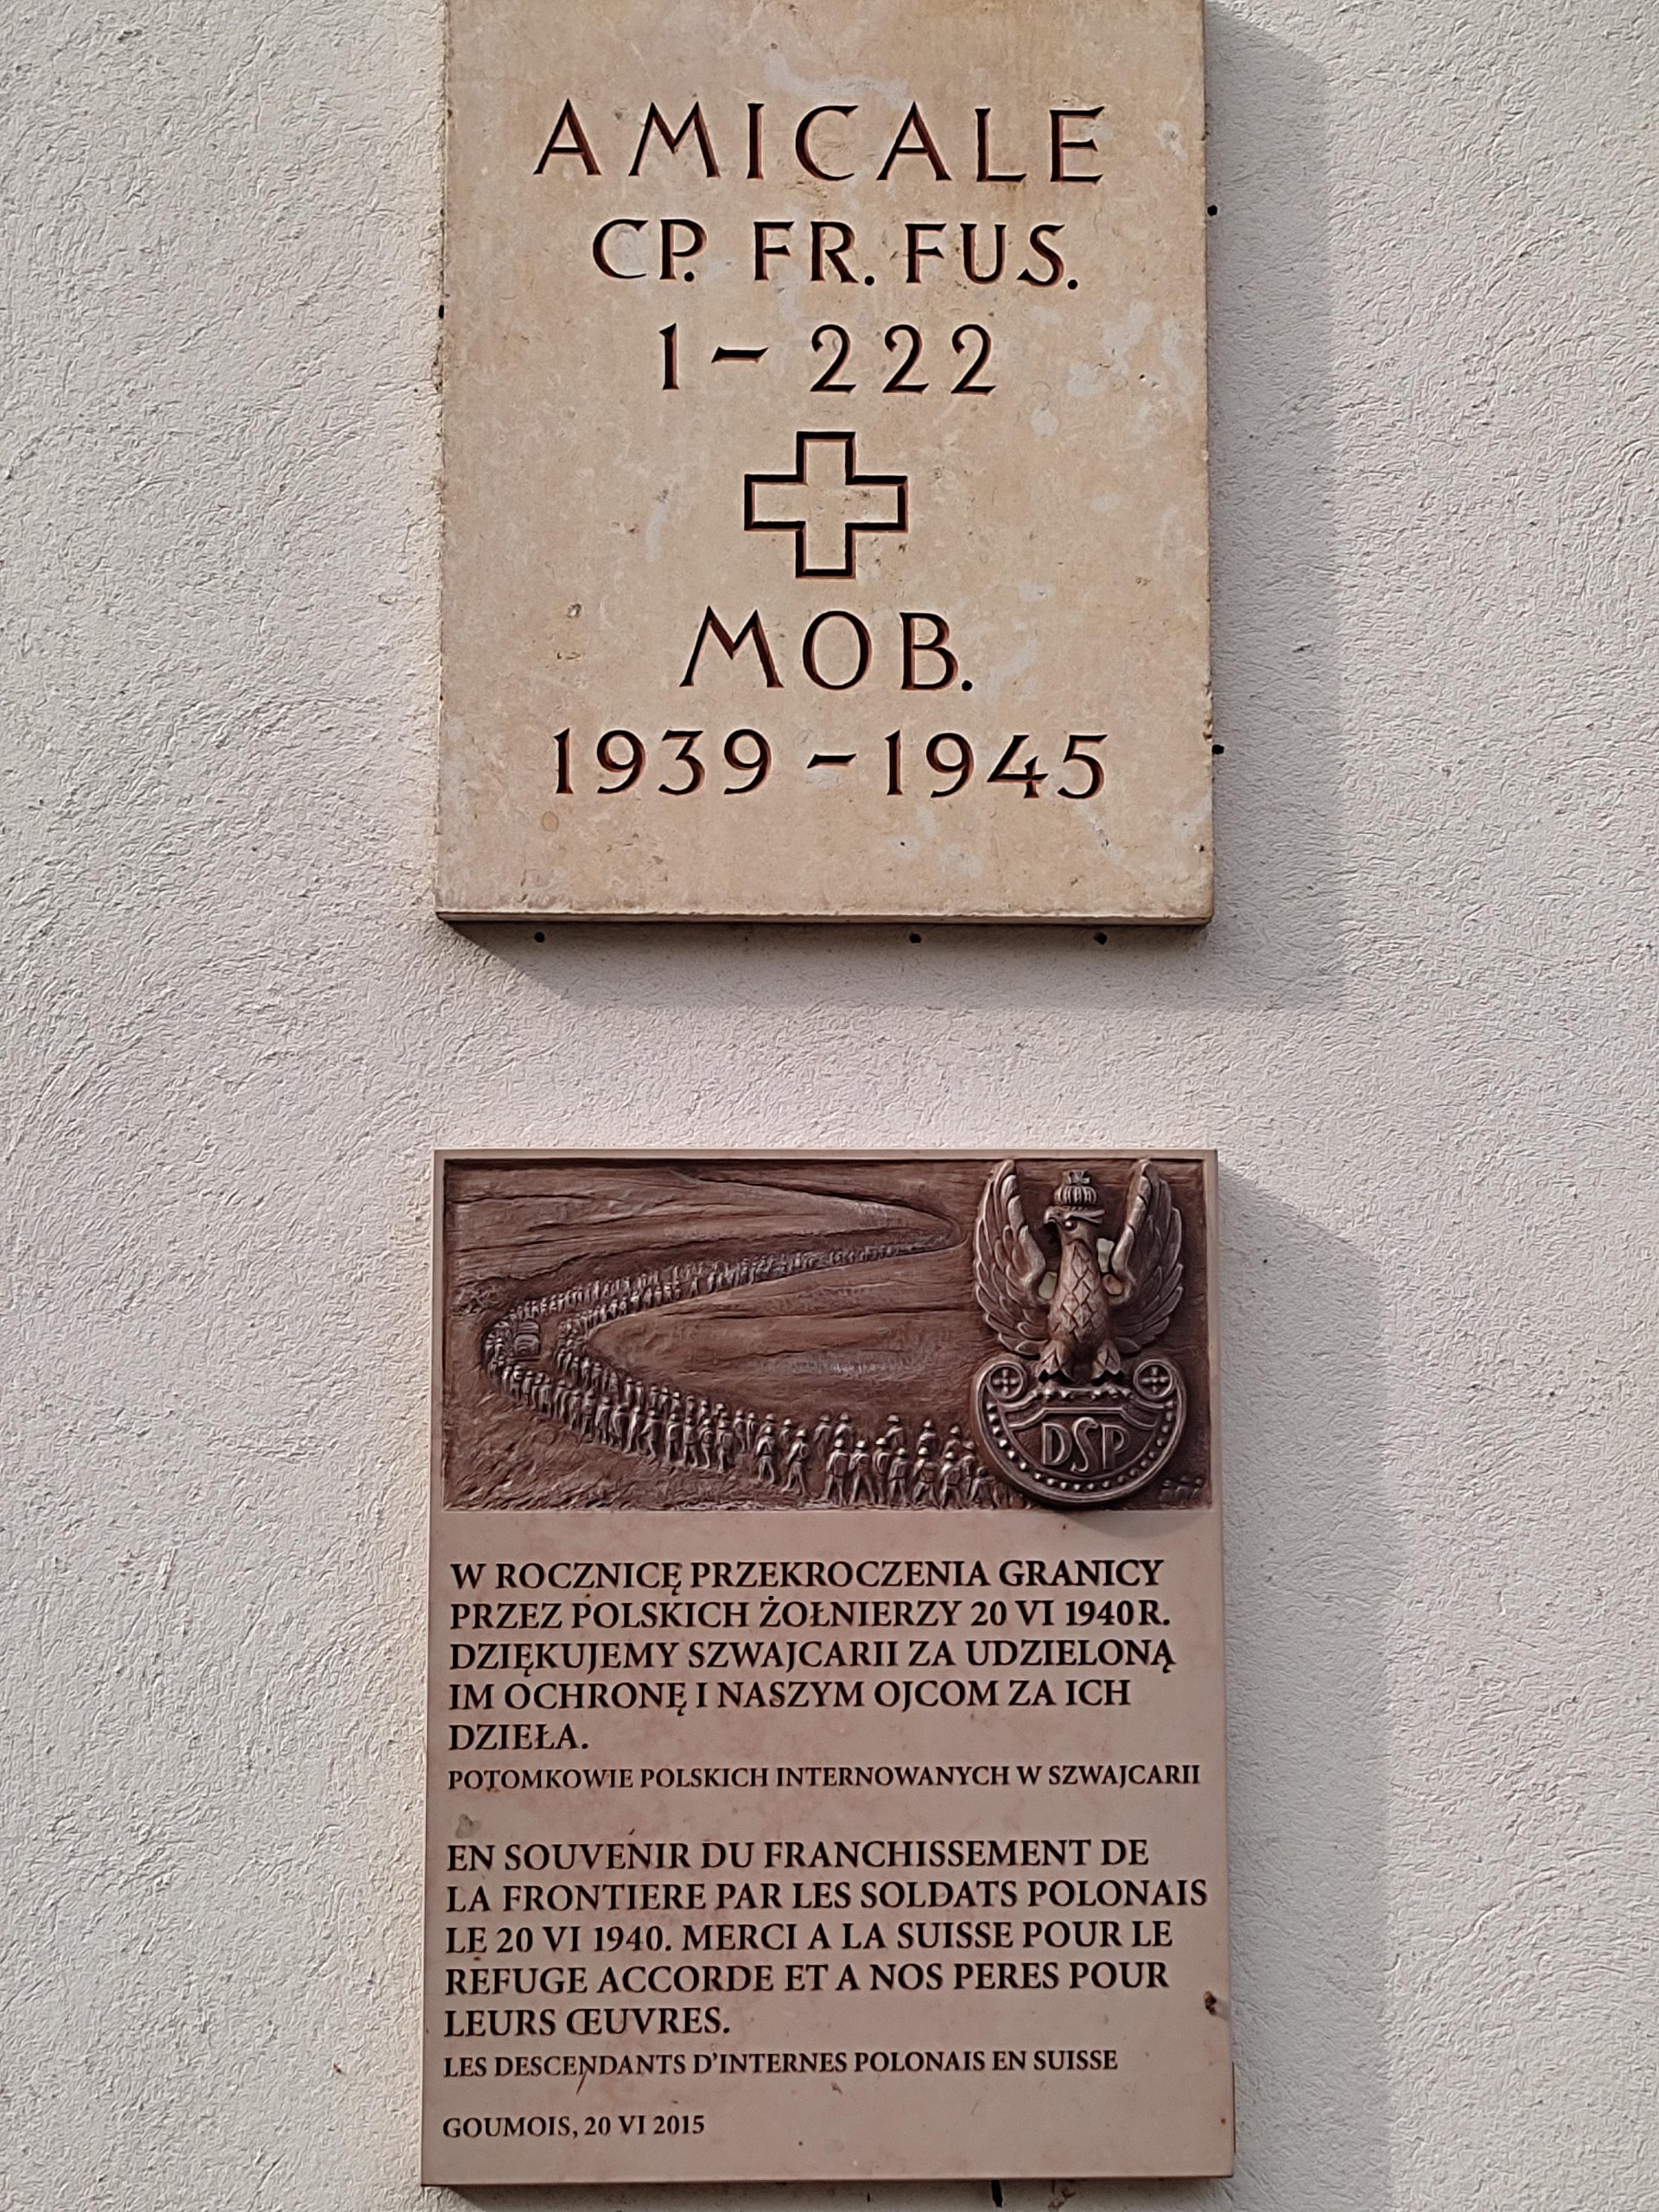 AMICALE
CP. FR. FUS.
1 – 222
MOB.
1939 – 1945
DSP
W ROCZNICĘ PRZEKROCZENIA GRANICY
PRZEZ POLSKICH ŻOŁNIERZY 20 VI 1940 R.
DZIĘKUJEMY SZWAJCARII ZA UDZIELONĄ
IM OCHRONĘ I NASZYM OJCOM ZA ICH
DZIEŁA.
POTOMKOWIE POLSKICH INTERNOWANYCH W SZWAJCARII
EN SOUVENIR DU FRANCHISSEMENT DE
LA FRONTIERE PAR LES SOLDATS POLONAIS
LE 20 VI 1940. MERCI A LA SUISSE POUR LE
REFUGE ACCORDE ET A NOS PERES POUR
LEURS ŒUVRES.
LES DESCENDANTS D'INTERNES POLONAIS EN SUISSE
GOUMOIS, 20 VI 2015